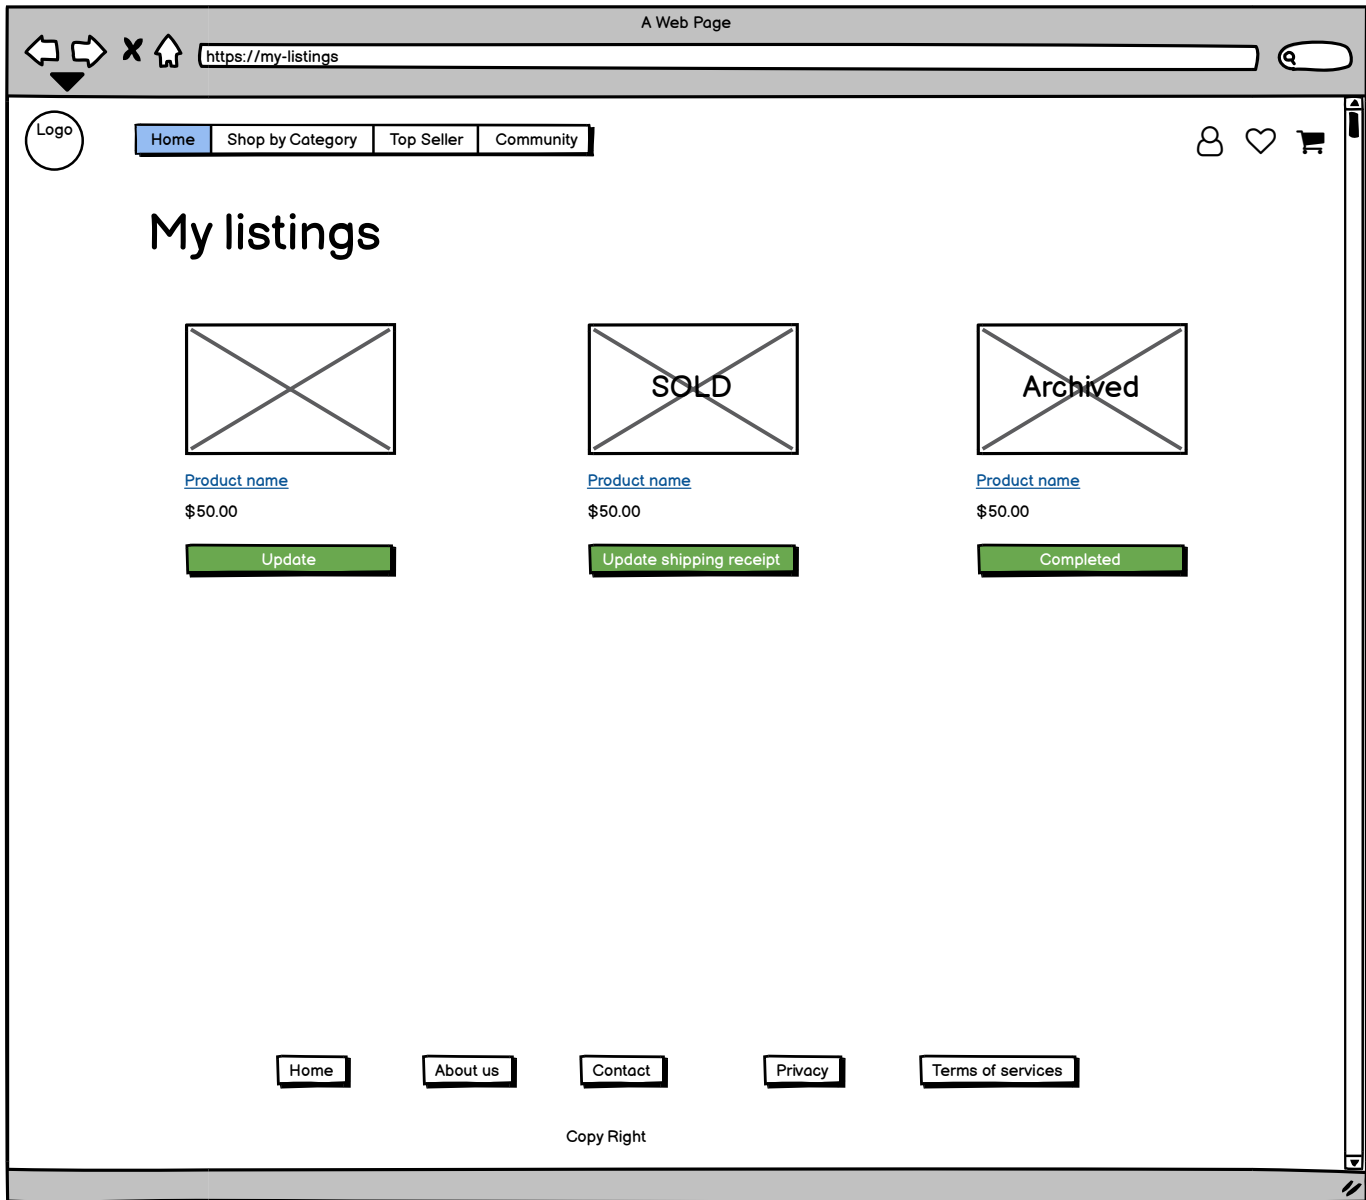 A Web Page
https://my-listings
Logo
Home Shop by Category Top Seller Community
My listings
SOLD Archived
Product name Product name Product name
$50.00 $50.00 $50.00
Update Update shipping receipt Completed
Home About us Contact Privacy Terms of services
Copy Right